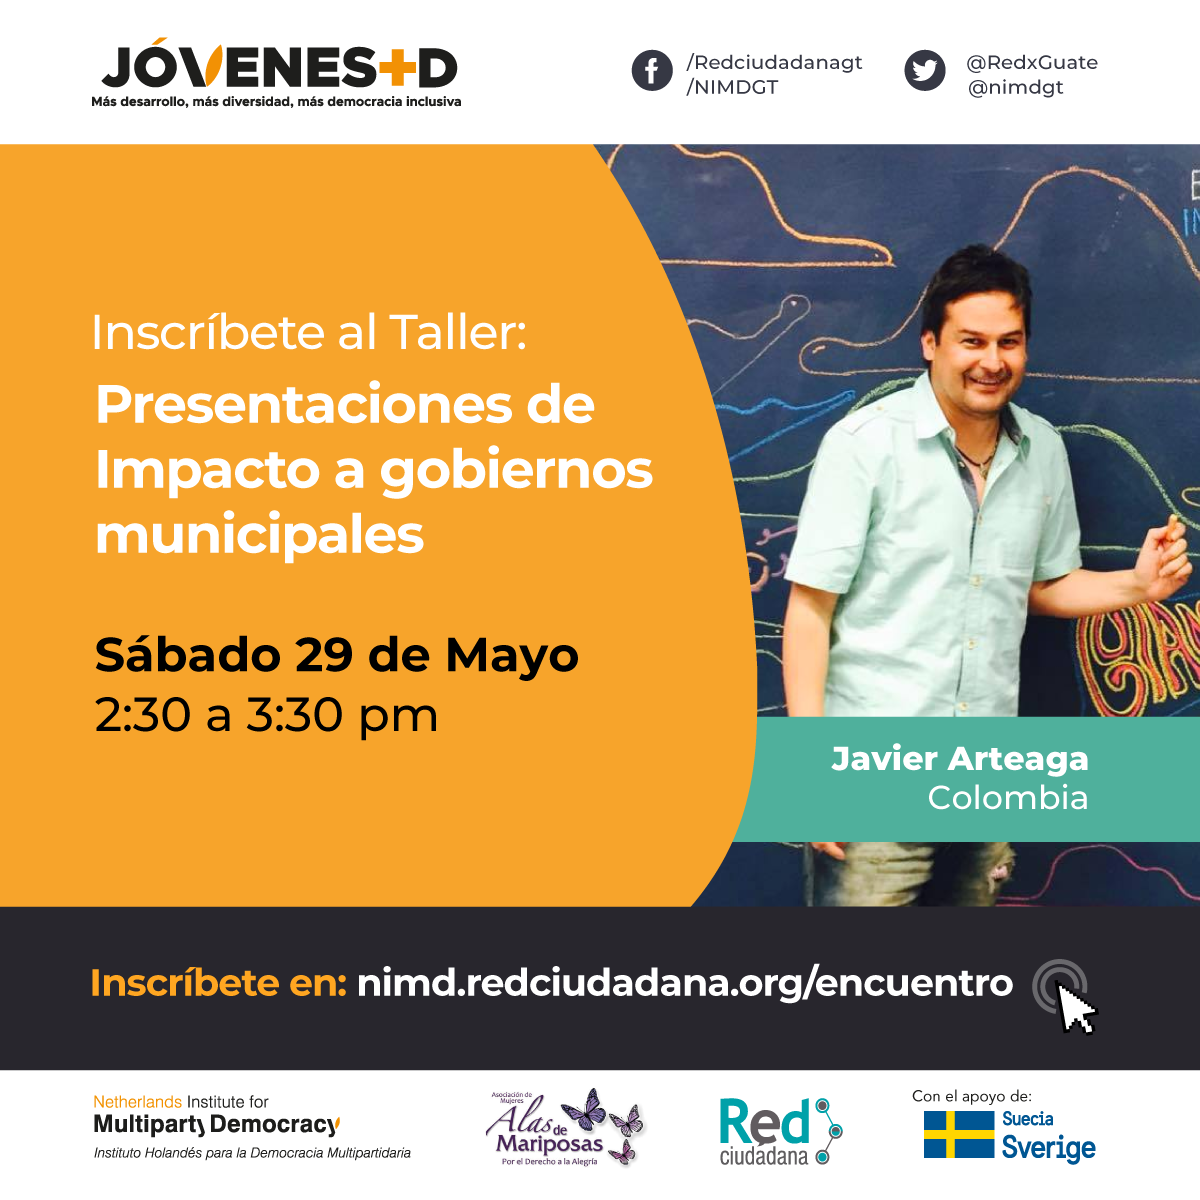 JÓVENES+D
Más desarrollo, más diversidad, más democracia inclusiva
/Redciudadanagt
/NIMDGT
@RedxGuate
@nimdgt
Inscríbete al Taller:
Presentaciones de
Impacto a gobiernos
municipales
Sábado 29 de Mayo
2:30 a 3:30 pm
Javier Arteaga
Colombia
Inscríbete en: nimd.redciudadana.org/encuentro
Netherlands Institute for
Multiparty Democracy
Instituto Holandés para la Democracia Multipartidaria
Asociación de
Mujeres
Alas de
Mariposas
Por el Derecho a la Alegría
Red
ciudadana
Con el apoyo de:
Suecia
Sverige